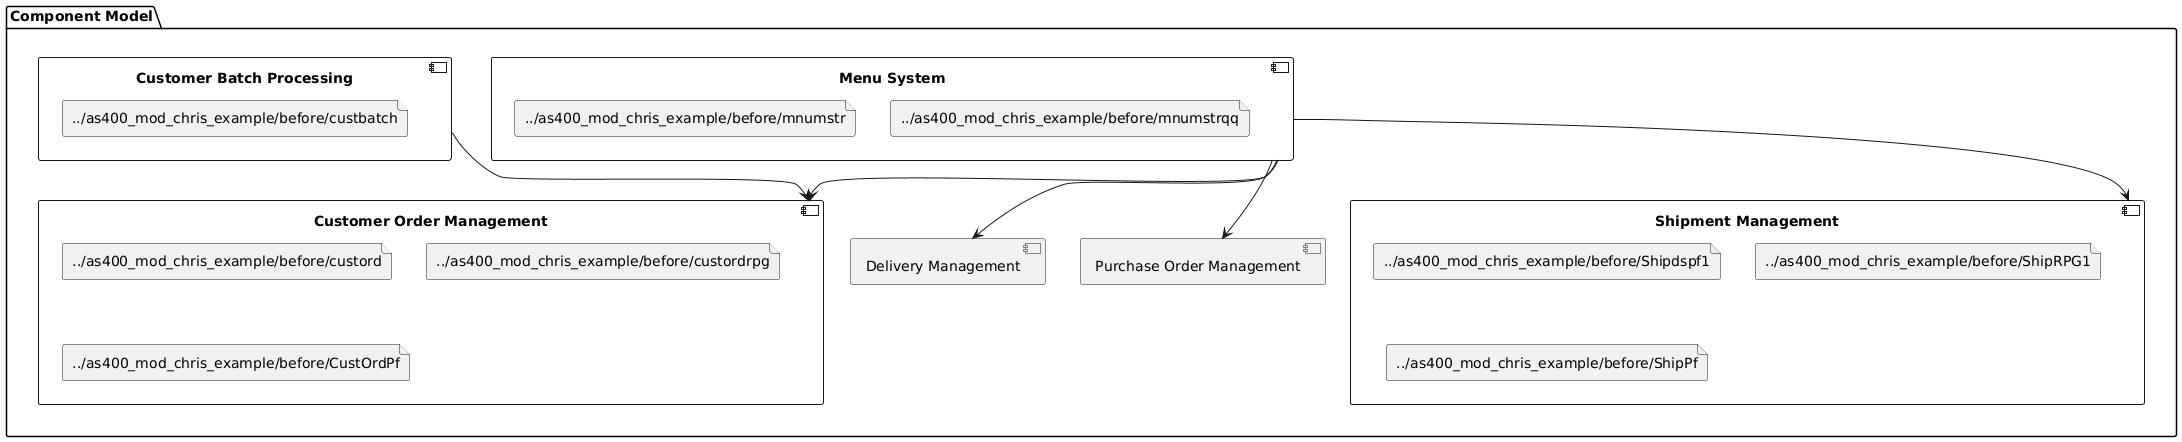 Component Model
Customer Batch Processing
../as400_mod_chris_example/before/custbatch
Menu System
../as400_mod_chris_example/before/mnumstr
../as400_mod_chris_example/before/mnumstrqq
Customer Order Management
../as400_mod_chris_example/before/custord
../as400_mod_chris_example/before/custordrpg
../as400_mod_chris_example/before/CustOrdPf
Delivery Management
Purchase Order Management
Shipment Management
../as400_mod_chris_example/before/Shipdspf1
../as400_mod_chris_example/before/ShipRPG1
../as400_mod_chris_example/before/ShipPf